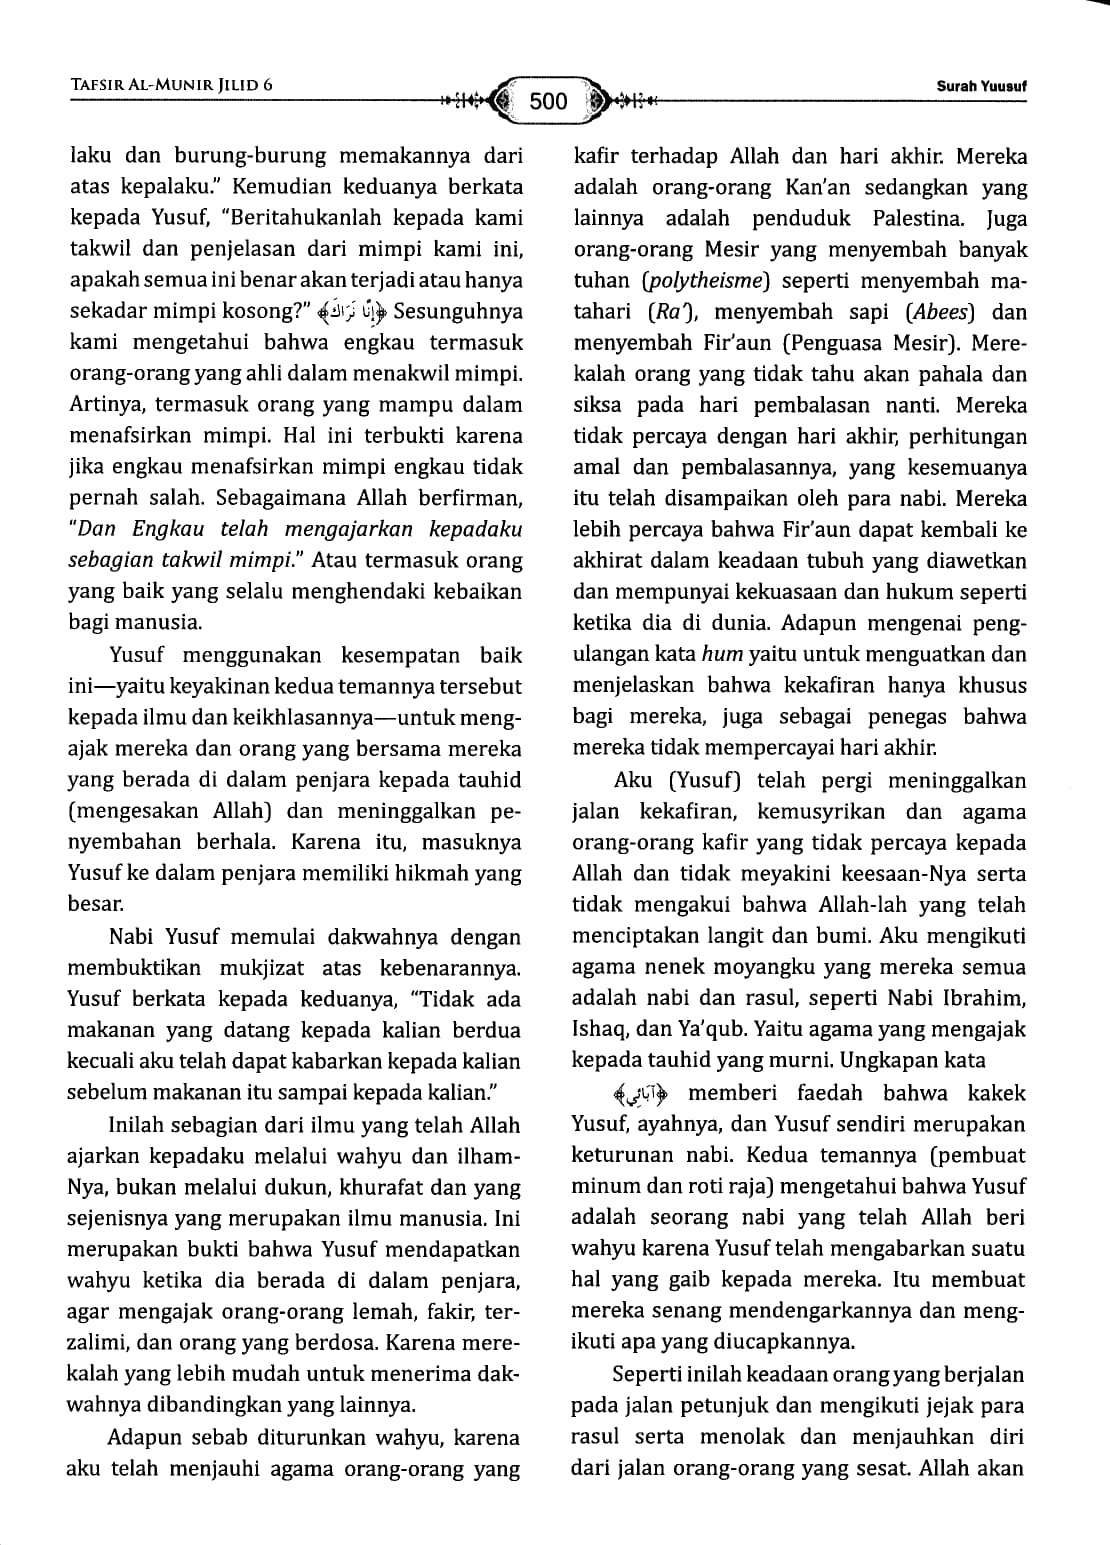 TAFSIR AL-MUNIR JILID 6
500
Surah Yuusuf
laku dan burung-burung memakannya dari
atas kepalaku.” Kemudian keduanya berkata
kepada Yusuf, “Beritahukanlah kepada kami
takwil dan penjelasan dari mimpi kami ini,
apakah semua ini benar akan terjadi atau hanya
sekadar mimpi kosong?” ﴿إِنَّا نَرَاكَ﴾ Sesunguhnya
kami mengetahui bahwa engkau termasuk
orang-orang yang ahli dalam menakwil mimpi.
Artinya, termasuk orang yang mampu dalam
menafsirkan mimpi. Hal ini terbukti karena
jika engkau menafsirkan mimpi engkau tidak
pernah salah. Sebagaimana Allah berfirman,
“Dan Engkau telah mengajarkan kepadaku
sebagian takwil mimpi.” Atau termasuk orang
yang baik yang selalu menghendaki kebaikan
bagi manusia.
Yusuf menggunakan kesempatan baik
ini—yaitu keyakinan kedua temannya tersebut
kepada ilmu dan keikhlasannya—untuk meng-
ajak mereka dan orang yang bersama mereka
yang berada di dalam penjara kepada tauhid
(mengesakan Allah) dan meninggalkan pe-
nyembahan berhala. Karena itu, masuknya
Yusuf ke dalam penjara memiliki hikmah yang
besar.
Nabi Yusuf memulai dakwahnya dengan
membuktikan mukjizat atas kebenarannya.
Yusuf berkata kepada keduanya, “Tidak ada
makanan yang datang kepada kalian berdua
kecuali aku telah dapat kabarkan kepada kalian
sebelum makanan itu sampai kepada kalian.”
Inilah sebagian dari ilmu yang telah Allah
ajarkan kepadaku melalui wahyu dan ilham-
Nya, bukan melalui dukun, khurafat dan yang
sejenisnya yang merupakan ilmu manusia. Ini
merupakan bukti bahwa Yusuf mendapatkan
wahyu ketika dia berada di dalam penjara,
agar mengajak orang-orang lemah, fakir, ter-
zalimi, dan orang yang berdosa. Karena mere-
kalah yang lebih mudah untuk menerima dak-
wahnya dibandingkan yang lainnya.
Adapun sebab diturunkan wahyu, karena
aku telah menjauhi agama orang-orang yang
kafir terhadap Allah dan hari akhir. Mereka
adalah orang-orang Kan’an sedangkan yang
lainnya adalah penduduk Palestina. Juga
orang-orang Mesir yang menyembah banyak
tuhan (polytheisme) seperti menyembah ma-
tahari (Ra’), menyembah sapi (Abees) dan
menyembah Fir’aun (Penguasa Mesir). Mere-
kalah orang yang tidak tahu akan pahala dan
siksa pada hari pembalasan nanti. Mereka
tidak percaya dengan hari akhir, perhitungan
amal dan pembalasannya, yang kesemuanya
itu telah disampaikan oleh para nabi. Mereka
lebih percaya bahwa Fir’aun dapat kembali ke
akhirat dalam keadaan tubuh yang diawetkan
dan mempunyai kekuasaan dan hukum seperti
ketika dia di dunia. Adapun mengenai peng-
ulangan kata hum yaitu untuk menguatkan dan
menjelaskan bahwa kekafiran hanya khusus
bagi mereka, juga sebagai penegas bahwa
mereka tidak mempercayai hari akhir.
Aku (Yusuf) telah pergi meninggalkan
jalan kekafiran, kemusyrikan dan agama
orang-orang kafir yang tidak percaya kepada
Allah dan tidak meyakini keesaan-Nya serta
tidak mengakui bahwa Allah-lah yang telah
menciptakan langit dan bumi. Aku mengikuti
agama nenek moyangku yang mereka semua
adalah nabi dan rasul, seperti Nabi Ibrahim,
Ishaq, dan Ya’qub. Yaitu agama yang mengajak
kepada tauhid yang murni. Ungkapan kata
﴿آبَائِي﴾ memberi faedah bahwa kakek
Yusuf, ayahnya, dan Yusuf sendiri merupakan
keturunan nabi. Kedua temannya (pembuat
minum dan roti raja) mengetahui bahwa Yusuf
adalah seorang nabi yang telah Allah beri
wahyu karena Yusuf telah mengabarkan suatu
hal yang gaib kepada mereka. Itu membuat
mereka senang mendengarkannya dan meng-
ikuti apa yang diucapkannya.
Seperti inilah keadaan orang yang berjalan
pada jalan petunjuk dan mengikuti jejak para
rasul serta menolak dan menjauhkan diri
dari jalan orang-orang yang sesat. Allah akan